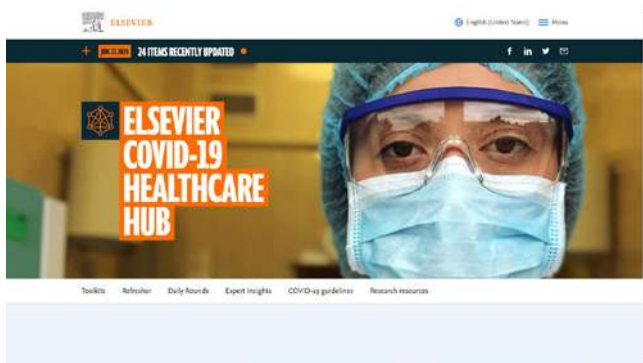 ELSEVIER
English (United States)
Menu
24 ITEMS RECENTLY UPDATED
ELSEVIER
COVID-19
HEALTHCARE
HUB
Toolkits Refresher Daily Rounds Expert insights COVID-19 guidelines Research resources